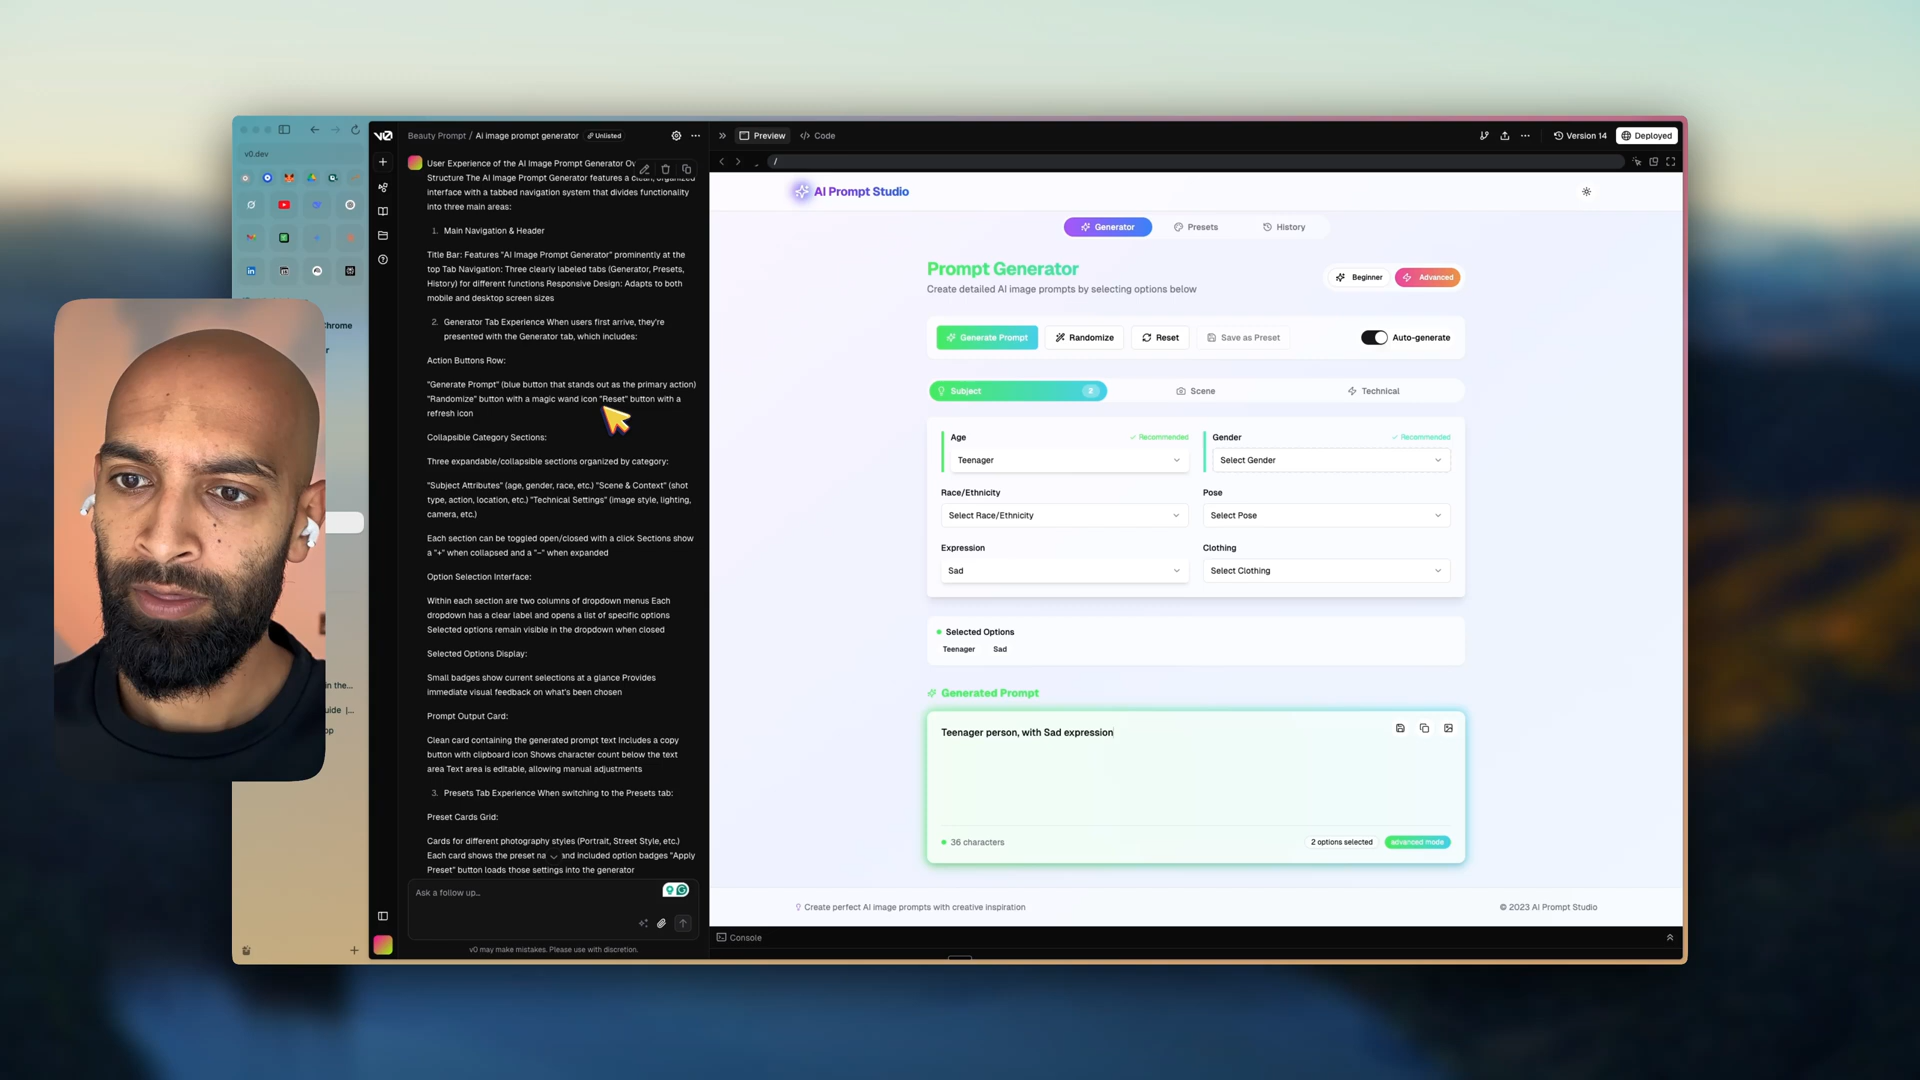 v0.dev
Chrome
in the...
uide |...
v0
Beauty Prompt / Ai image prompt generator
Unlisted
User Experience of the AI Image Prompt Generator
Structure The AI Image Prompt Generator features a clean, organized
interface with a tabbed navigation system that divides functionality
into three main areas:
1. Main Navigation & Header
Title Bar: Features "AI Image Prompt Generator" prominently at the
top Tab Navigation: Three clearly labeled tabs (Generator, Presets,
History) for different functions Responsive Design: Adapts to both
mobile and desktop screen sizes
2. Generator Tab Experience When users first arrive, they're
presented with the Generator tab, which includes:
Action Buttons Row:
"Generate Prompt" (blue button that stands out as the primary action)
"Randomize" button with a magic wand icon "Reset" button with a
refresh icon
Collapsible Category Sections:
Three expandable/collapsible sections organized by category:
"Subject Attributes" (age, gender, race, etc.) "Scene & Context" (shot
type, action, location, etc.) "Technical Settings" (image style, lighting,
camera, etc.)
Each section can be toggled open/closed with a click Sections show
a "+" when collapsed and a "−" when expanded
Option Selection Interface:
Within each section are two columns of dropdown menus Each
dropdown has a clear label and opens a list of specific options
Selected options remain visible in the dropdown when closed
Selected Options Display:
Small badges show current selections at a glance Provides
immediate visual feedback on what's been chosen
Prompt Output Card:
Clean card containing the generated prompt text Includes a copy
button with clipboard icon Shows character count below the text
area Text area is editable, allowing manual adjustments
3. Presets Tab Experience When switching to the Presets tab:
Preset Cards Grid:
Cards for different photography styles (Portrait, Street Style, etc.)
Each card shows the preset na and included option badges "Apply
Preset" button loads those settings into the generator
Ask a follow up...
v0 may make mistakes. Please use with discretion.
Preview
Code
Version 14
Deployed
/
AI Prompt Studio
Generator
Presets
History
Prompt Generator
Create detailed AI image prompts by selecting options below
Beginner
Advanced
Generate Prompt
Randomize
Reset
Save as Preset
Auto-generate
Subject 2
Scene
Technical
Age
Recommended
Gender
Recommended
Teenager
Select Gender
Race/Ethnicity
Pose
Select Race/Ethnicity
Select Pose
Expression
Clothing
Sad
Select Clothing
Selected Options
Teenager Sad
Generated Prompt
Teenager person, with Sad expression
36 characters
2 options selected
advanced mode
Create perfect AI image prompts with creative inspiration
© 2023 AI Prompt Studio
Console